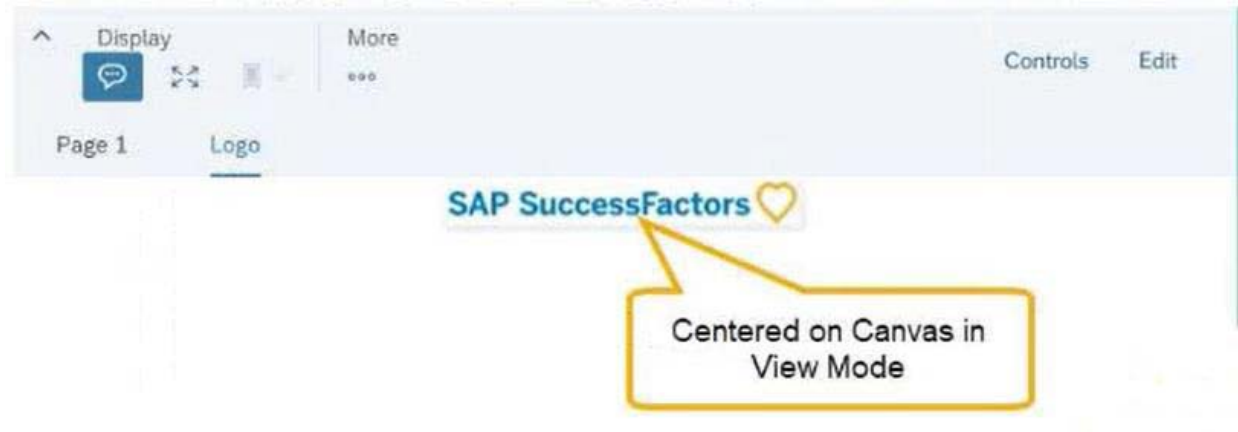 Display
More
Controls
Edit
Page 1
Logo
SAP SuccessFactors
Centered on Canvas in
View Mode